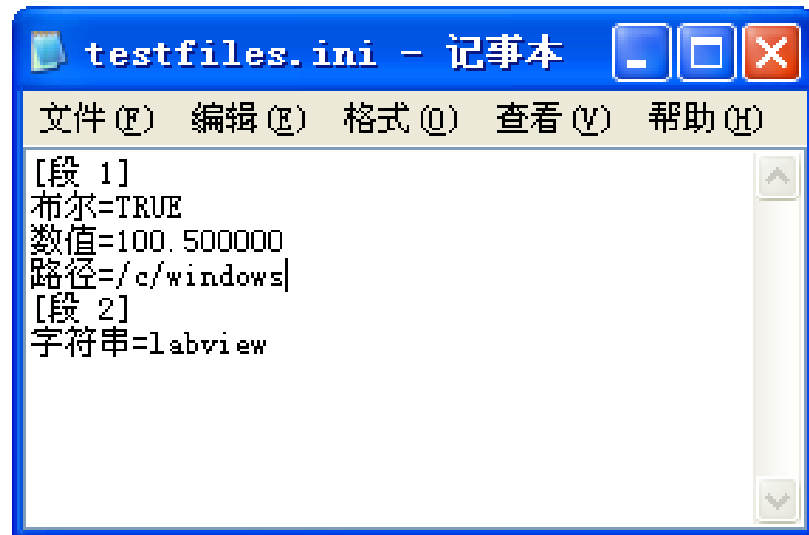 testfiles.ini - 记事本
文件(F) 编辑(E) 格式(O) 查看(V) 帮助(H)
[段 1]
布尔=TRUE
数值=100.500000
路径=/c/windows
[段 2]
字符串=labview